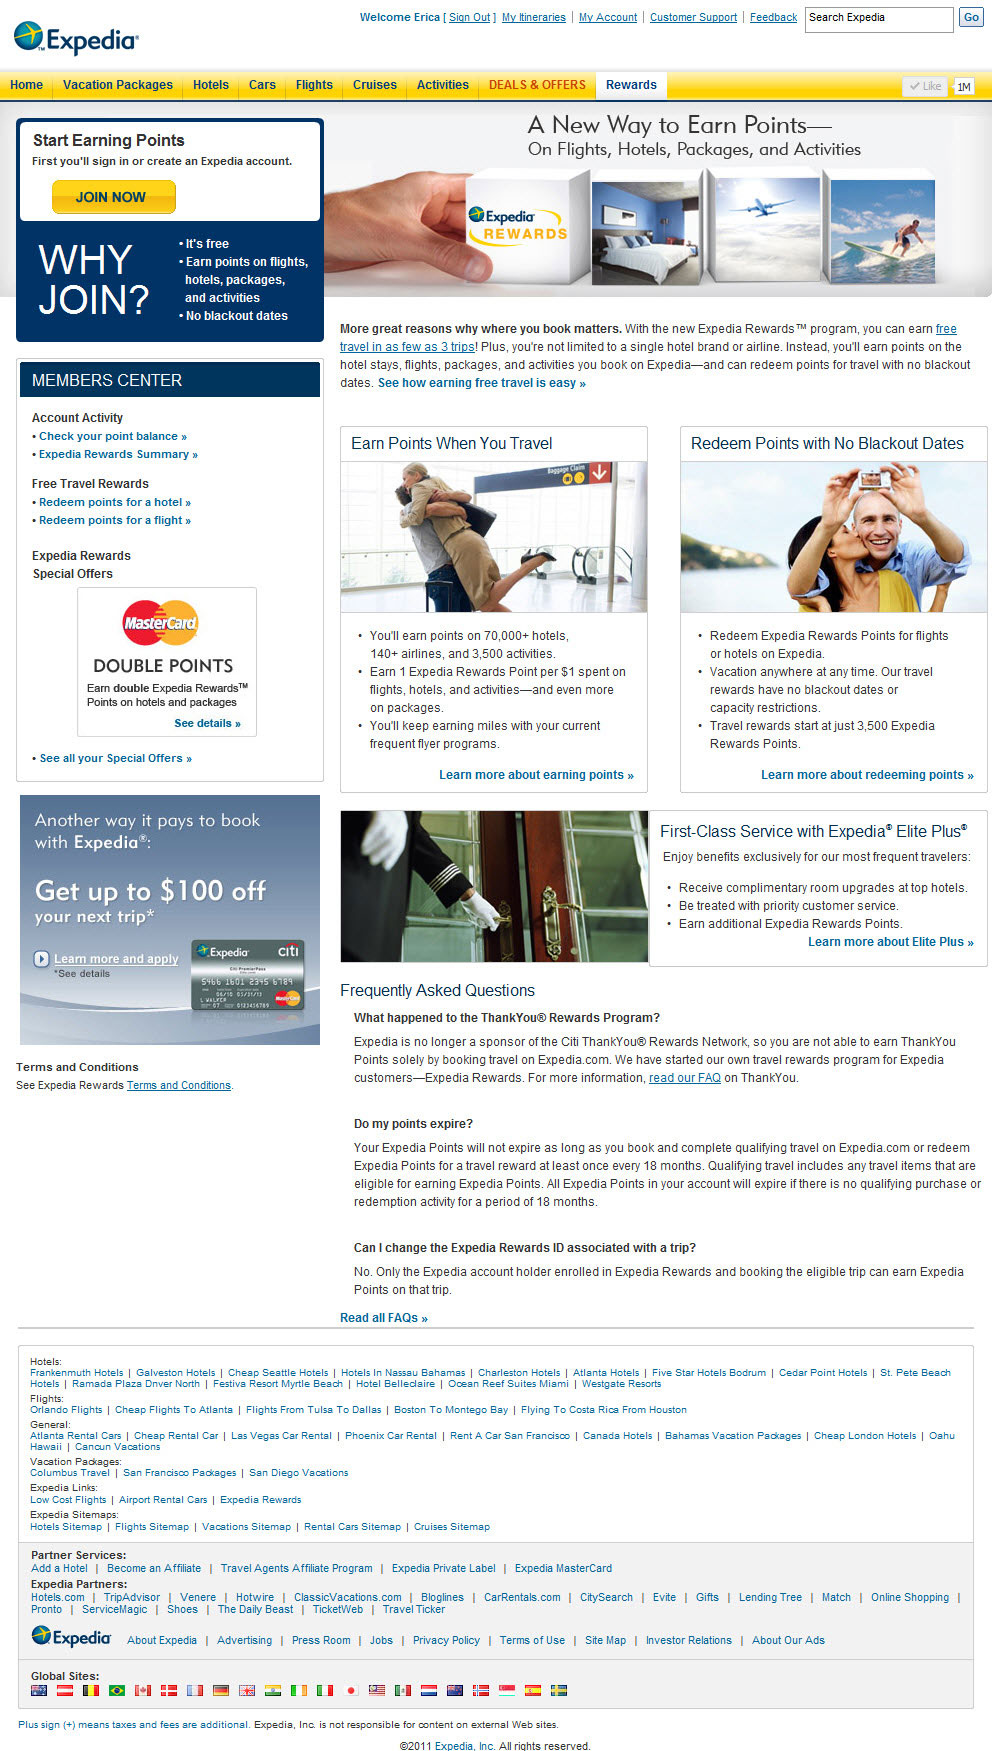 Welcome Erica [ Sign Out ] My Itineraries | My Account | Customer Support | Feedback Search Expedia Go
Expedia
Home Vacation Packages Hotels Cars Flights Cruises Activities DEALS & OFFERS Rewards Like 1M
Start Earning Points
First you'll sign in or create an Expedia account.
JOIN NOW
WHY
JOIN?
• It's free
• Earn points on flights,
hotels, packages,
and activities
• No blackout dates
A New Way to Earn Points—
On Flights, Hotels, Packages, and Activities
Expedia
REWARDS
More great reasons why where you book matters. With the new Expedia Rewards™ program, you can earn free
travel in as few as 3 trips! Plus, you're not limited to a single hotel brand or airline. Instead, you'll earn points on the
hotel stays, flights, packages, and activities you book on Expedia—and can redeem points for travel with no blackout
dates. See how earning free travel is easy »
MEMBERS CENTER
Account Activity
• Check your point balance »
• Expedia Rewards Summary »
Free Travel Rewards
• Redeem points for a hotel »
• Redeem points for a flight »
Expedia Rewards
Special Offers
MasterCard
DOUBLE POINTS
Earn double Expedia Rewards™
Points on hotels and packages
See details »
• See all your Special Offers »
Another way it pays to book
with Expedia®:
Get up to $100 off
your next trip*
Learn more and apply
*See details
Expedia citi
Citi PremierPass
5466 1601 2345 6789
L WALKER
MasterCard
Terms and Conditions
See Expedia Rewards Terms and Conditions.
Earn Points When You Travel
Baggage Claim
• You'll earn points on 70,000+ hotels,
140+ airlines, and 3,500 activities.
• Earn 1 Expedia Rewards Point per $1 spent on
flights, hotels, and activities—and even more
on packages.
• You'll keep earning miles with your current
frequent flyer programs.
Learn more about earning points »
Redeem Points with No Blackout Dates
• Redeem Expedia Rewards Points for flights
or hotels on Expedia.
• Vacation anywhere at any time. Our travel
rewards have no blackout dates or
capacity restrictions.
• Travel rewards start at just 3,500 Expedia
Rewards Points.
Learn more about redeeming points »
First-Class Service with Expedia® Elite Plus®
Enjoy benefits exclusively for our most frequent travelers:
• Receive complimentary room upgrades at top hotels.
• Be treated with priority customer service.
• Earn additional Expedia Rewards Points.
Learn more about Elite Plus »
Frequently Asked Questions
What happened to the ThankYou® Rewards Program?
Expedia is no longer a sponsor of the Citi ThankYou® Rewards Network, so you are not able to earn ThankYou
Points solely by booking travel on Expedia.com. We have started our own travel rewards program for Expedia
customers—Expedia Rewards. For more information, read our FAQ on ThankYou.
Do my points expire?
Your Expedia Points will not expire as long as you book and complete qualifying travel on Expedia.com or redeem
Expedia Points for a travel reward at least once every 18 months. Qualifying travel includes any travel items that are
eligible for earning Expedia Points. All Expedia Points in your account will expire if there is no qualifying purchase or
redemption activity for a period of 18 months.
Can I change the Expedia Rewards ID associated with a trip?
No. Only the Expedia account holder enrolled in Expedia Rewards and booking the eligible trip can earn Expedia
Points on that trip.
Read all FAQs »
Hotels:
Frankenmuth Hotels | Galveston Hotels | Cheap Seattle Hotels | Hotels In Nassau Bahamas | Charleston Hotels | Atlanta Hotels | Five Star Hotels Bodrum | Cedar Point Hotels | St. Pete Beach
Hotels | Ramada Plaza Dnver North | Festiva Resort Myrtle Beach | Hotel Belleclaire | Ocean Reef Suites Miami | Westgate Resorts
Flights:
Orlando Flights | Cheap Flights To Atlanta | Flights From Tulsa To Dallas | Boston To Montego Bay | Flying To Costa Rica From Houston
General:
Atlanta Rental Cars | Cheap Rental Car | Las Vegas Car Rental | Phoenix Car Rental | Rent A Car San Francisco | Canada Hotels | Bahamas Vacation Packages | Cheap London Hotels | Oahu
Hawaii | Cancun Vacations
Vacation Packages:
Columbus Travel | San Francisco Packages | San Diego Vacations
Expedia Links:
Low Cost Flights | Airport Rental Cars | Expedia Rewards
Expedia Sitemaps:
Hotels Sitemap | Flights Sitemap | Vacations Sitemap | Rental Cars Sitemap | Cruises Sitemap
Partner Services:
Add a Hotel | Become an Affiliate | Travel Agents Affiliate Program | Expedia Private Label | Expedia MasterCard
Expedia Partners:
Hotels.com | TripAdvisor | Venere | Hotwire | ClassicVacations.com | Bloglines | CarRentals.com | CitySearch | Evite | Gifts | Lending Tree | Match | Online Shopping |
Pronto | ServiceMagic | Shoes | The Daily Beast | TicketWeb | Travel Ticker
Expedia About Expedia | Advertising | Press Room | Jobs | Privacy Policy | Terms of Use | Site Map | Investor Relations | About Our Ads
Global Sites:
Plus sign (+) means taxes and fees are additional. Expedia, Inc. is not responsible for content on external Web sites.
©2011 Expedia, Inc. All rights reserved.